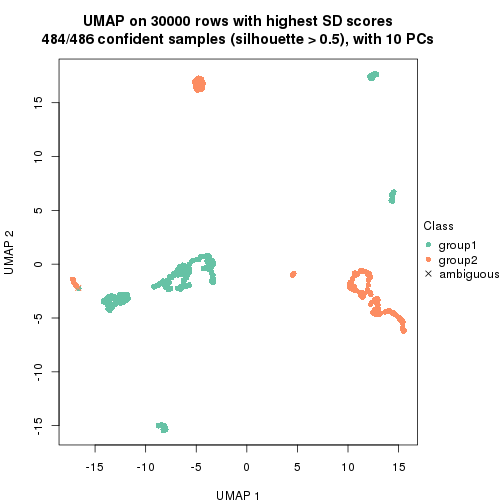 UMAP on 30000 rows with highest SD scores
484/486 confident samples (silhouette > 0.5), with 10 PCs
15
10
5
0
-5
-10
-15
UMAP 2
-15
-10
-5
0
5
10
15
UMAP 1
Class
group1
group2
ambiguous